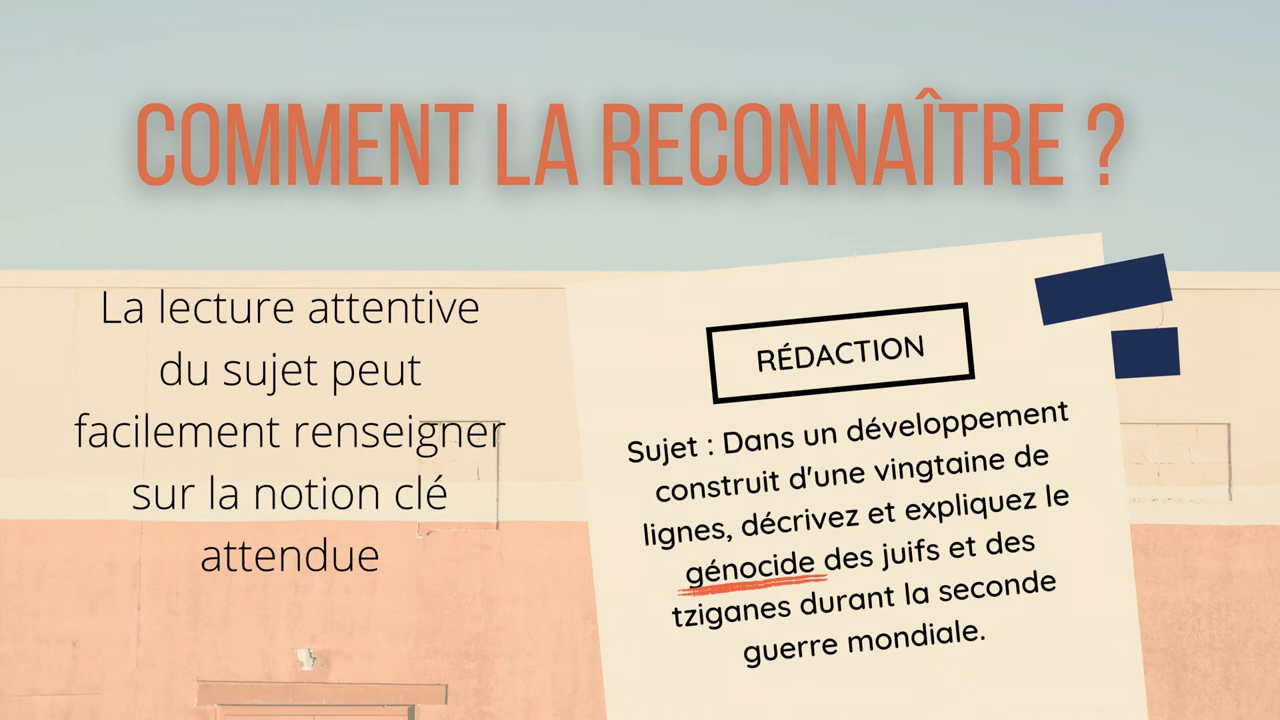 COMMENT LA RECONNAÎTRE ?
La lecture attentive
du sujet peut
facilement renseigner
sur la notion clé
attendue
RÉDACTION
Sujet : Dans un développement
construit d'une vingtaine de
lignes, décrivez et expliquez le
génocide des juifs et des
tziganes durant la seconde
guerre mondiale.